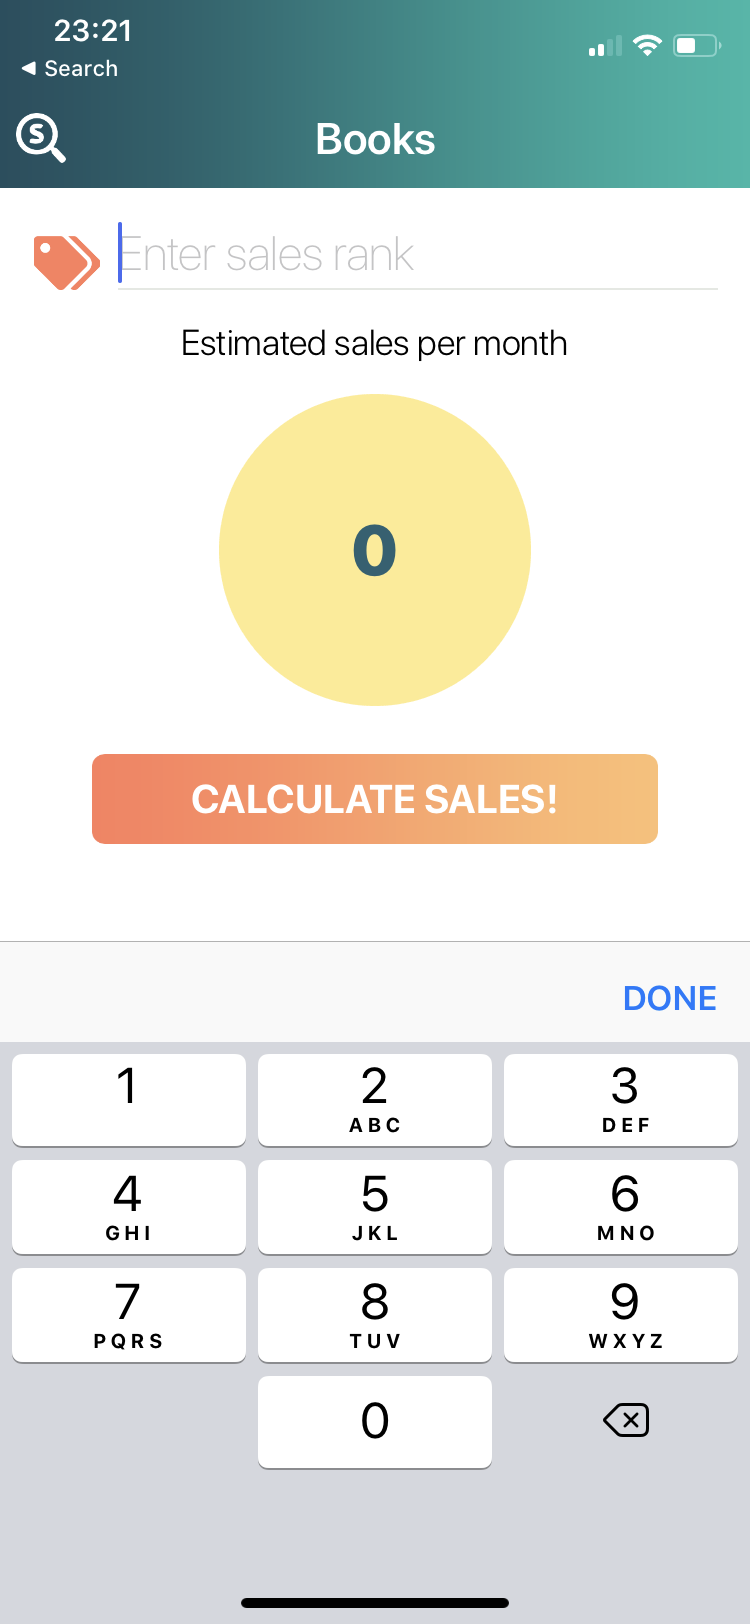 23:21
◀ Search
S
Books
Enter sales rank
Estimated sales per month
0
CALCULATE SALES!
DONE
1
2
ABC
3
DEF
4
GHI
5
JKL
6
MNO
7
PQRS
8
TUV
9
WXYZ
0